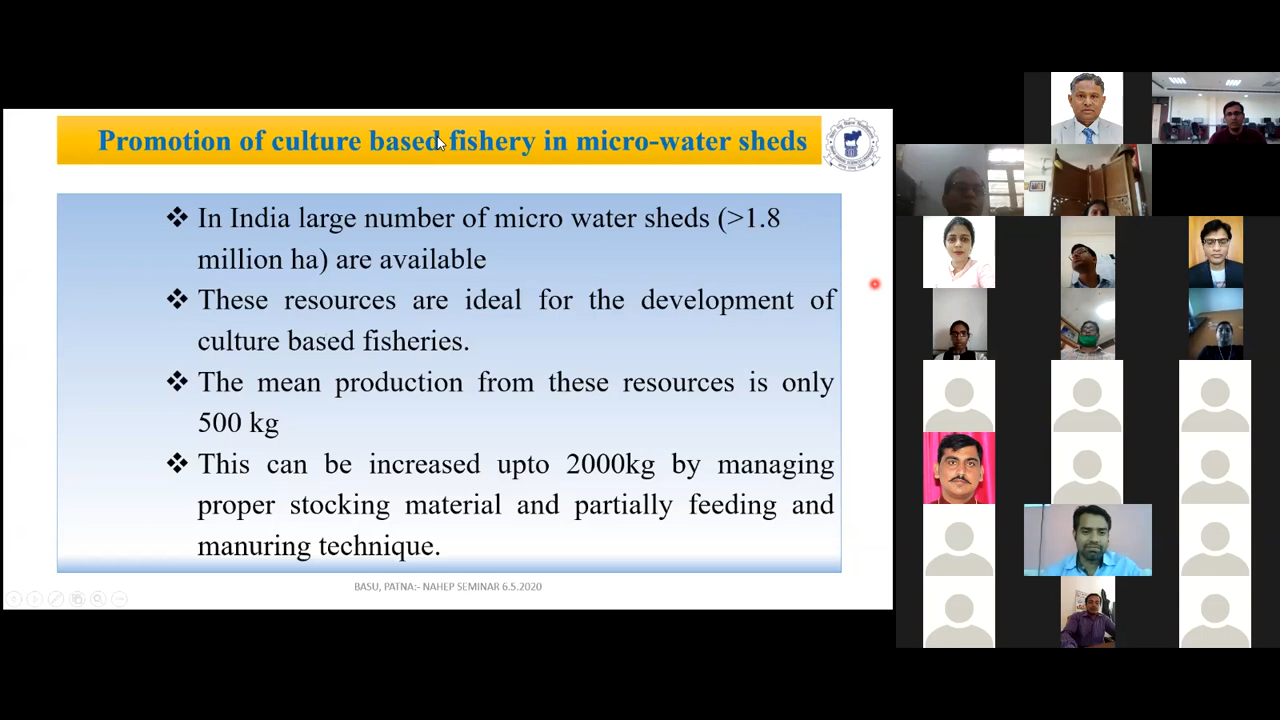 Promotion of culture based fishery in micro-water sheds
❖ In India large number of micro water sheds (>1.8
million ha) are available
❖ These resources are ideal for the development of
culture based fisheries.
❖ The mean production from these resources is only
500 kg
❖ This can be increased upto 2000kg by managing
proper stocking material and partially feeding and
manuring technique.
BASU, PATNA:- NAHEP SEMINAR 6.5.2020